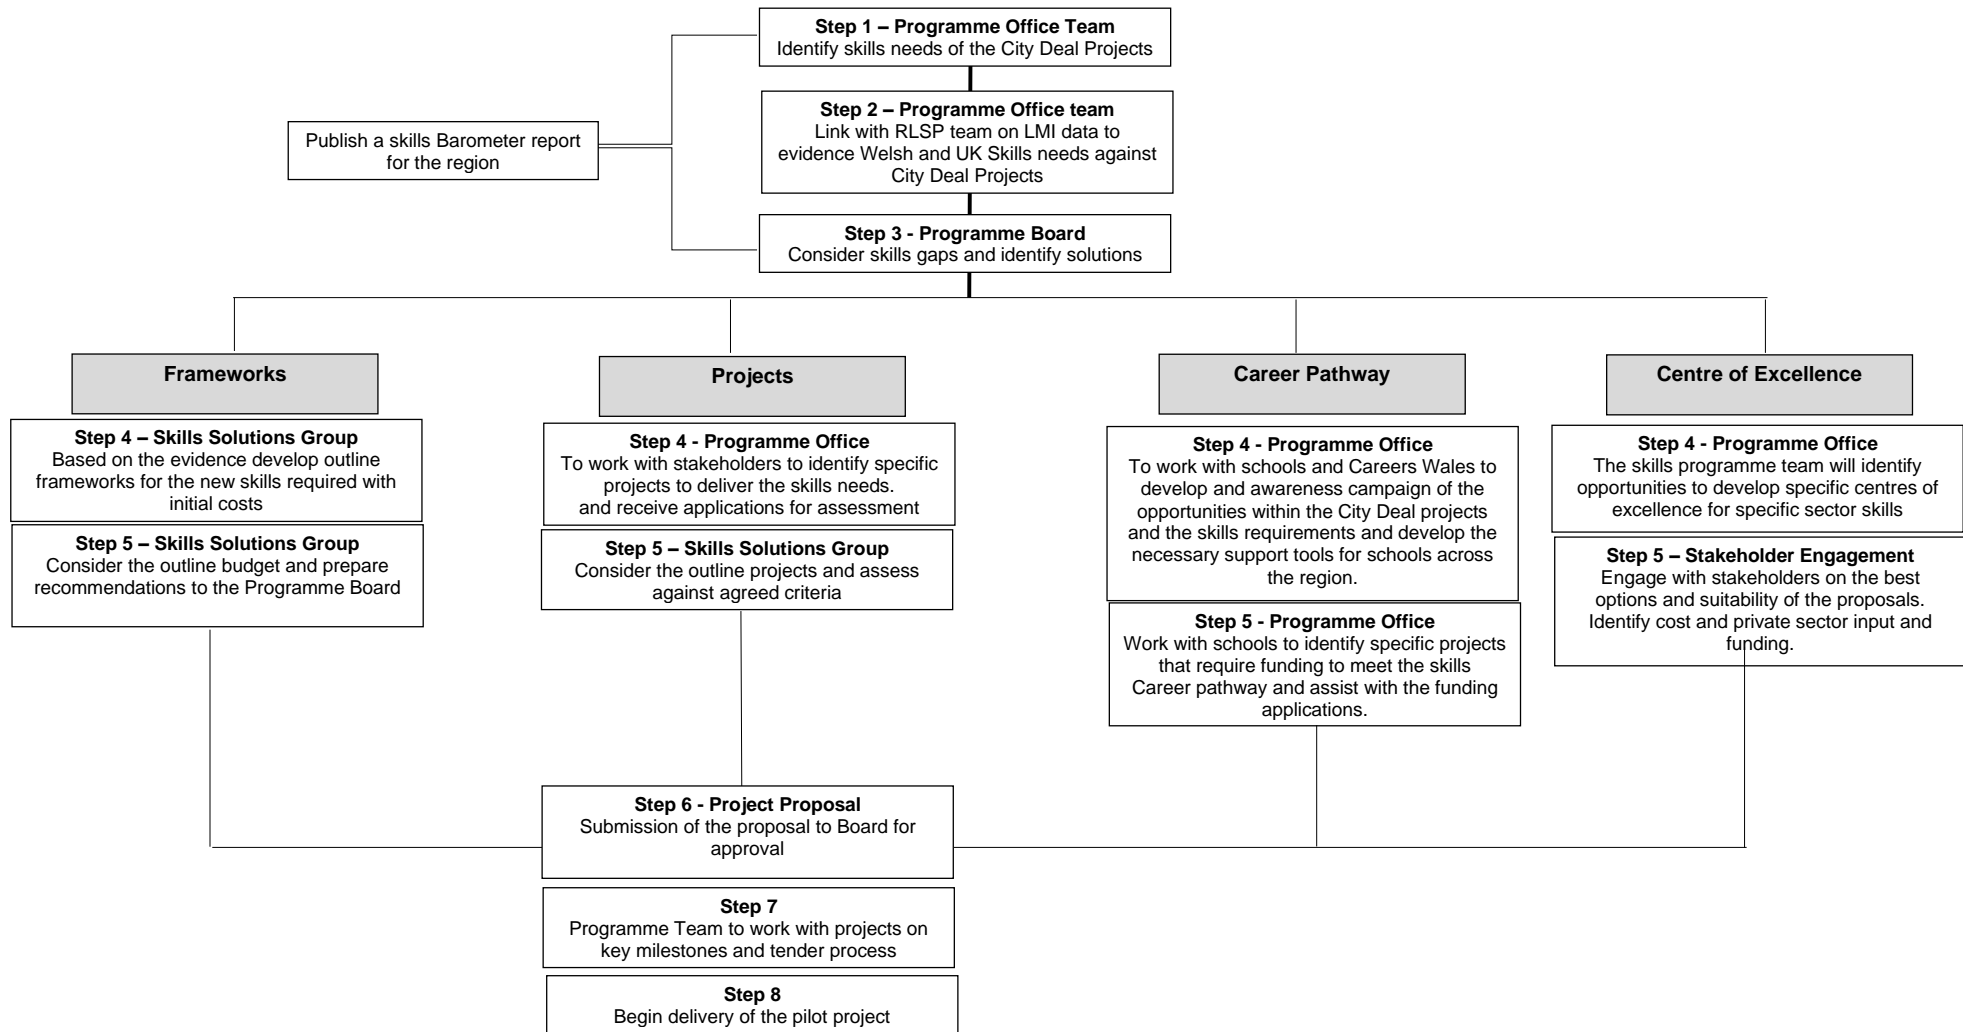 Step 1 – Programme Office Team
Identify skills needs of the City Deal Projects
Step 2 – Programme Office team
Link with RLSP team on LMI data to
evidence Welsh and UK Skills needs against
City Deal Projects
Publish a skills Barometer report
for the region
Step 3 - Programme Board
Consider skills gaps and identify solutions
Frameworks
Step 4 – Skills Solutions Group
Based on the evidence develop outline
frameworks for the new skills required with
initial costs
Step 5 – Skills Solutions Group
Consider the outline budget and prepare
recommendations to the Programme Board
Projects
Step 4 - Programme Office
To work with stakeholders to identify specific
projects to deliver the skills needs.
and receive applications for assessment
Step 5 – Skills Solutions Group
Consider the outline projects and assess
against agreed criteria
Career Pathway
Step 4 - Programme Office
To work with schools and Careers Wales to
develop and awareness campaign of the
opportunities within the City Deal projects
and the skills requirements and develop the
necessary support tools for schools across
the region.
Step 5 - Programme Office
Work with schools to identify specific projects
that require funding to meet the skills
Career pathway and assist with the funding
applications.
Centre of Excellence
Step 4 - Programme Office
The skills programme team will identify
opportunities to develop specific centres of
excellence for specific sector skills
Step 5 – Stakeholder Engagement
Engage with stakeholders on the best
options and suitability of the proposals.
Identify cost and private sector input and
funding.
Step 6 - Project Proposal
Submission of the proposal to Board for
approval
Step 7
Programme Team to work with projects on
key milestones and tender process
Step 8
Begin delivery of the pilot project